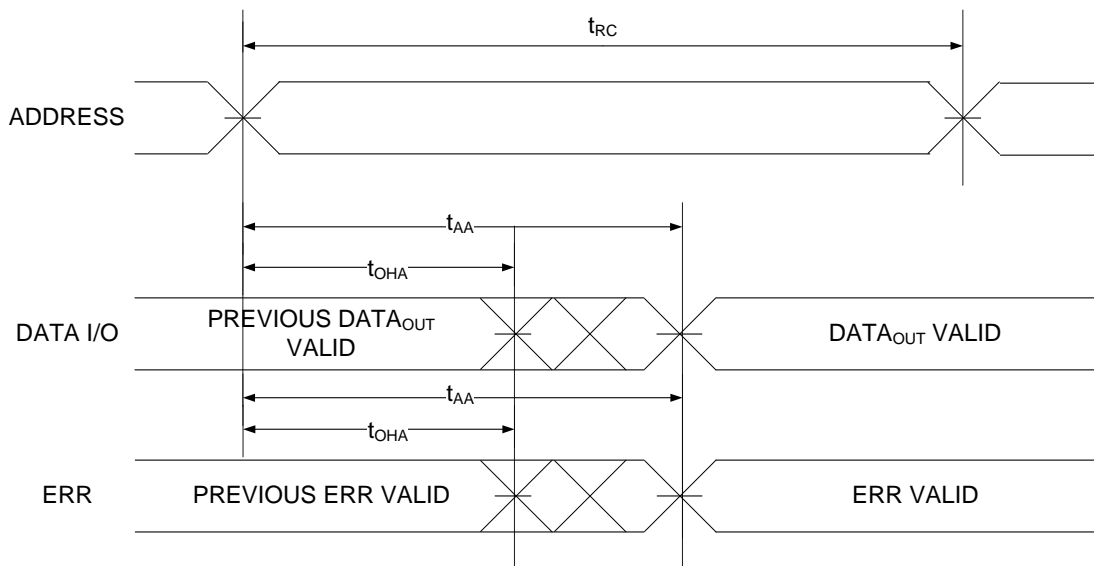 tRC
ADDRESS
tAA
tOHA
DATA I/O
PREVIOUS DATAOUT
VALID
DATAOUT VALID
tAA
tOHA
ERR
PREVIOUS ERR VALID
ERR VALID